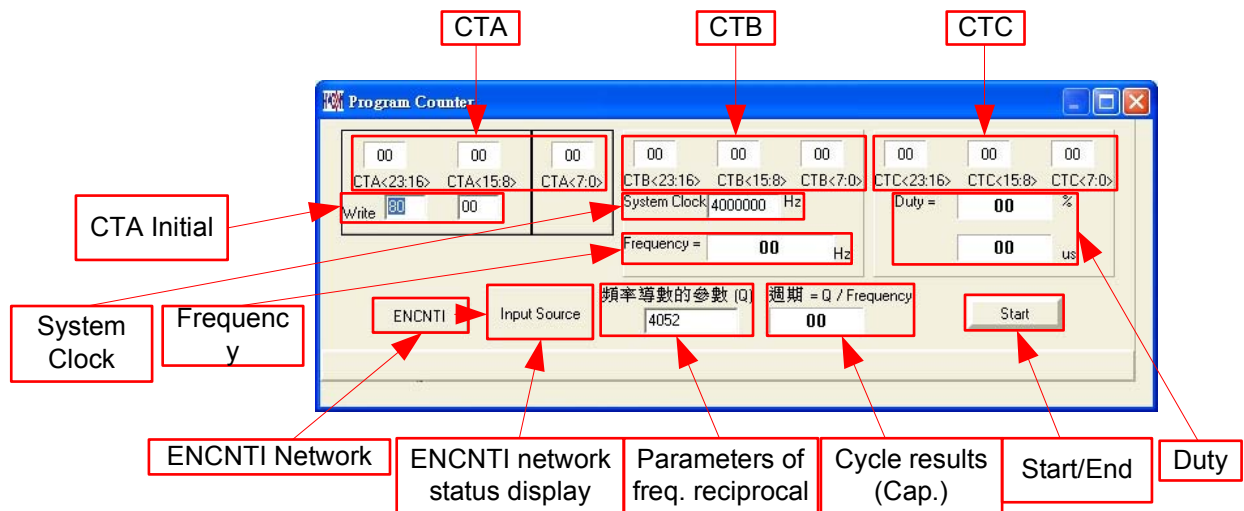 CTA
CTB
CTC
Program Counter
00 00 00 00 00 00 00 00 00
CTA<23:16> CTA<15:8> CTA<7:0> CTB<23:16> CTB<15:8> CTB<7:0> CTC<23:16> CTC<15:8> CTC<7:0>
CTA Initial
Write 80 00
System Clock 4000000 Hz
Duty = 00 %
Frequency = 00 Hz
00 us
頻率導數的參數 (Q)
週期 = Q / Frequency
ENCNTI
Input Source
4052
00
Start
System
Clock
Frequenc
y
ENCNTI Network
ENCNTI network
status display
Parameters of
freq. reciprocal
Cycle results
(Cap.)
Start/End
Duty